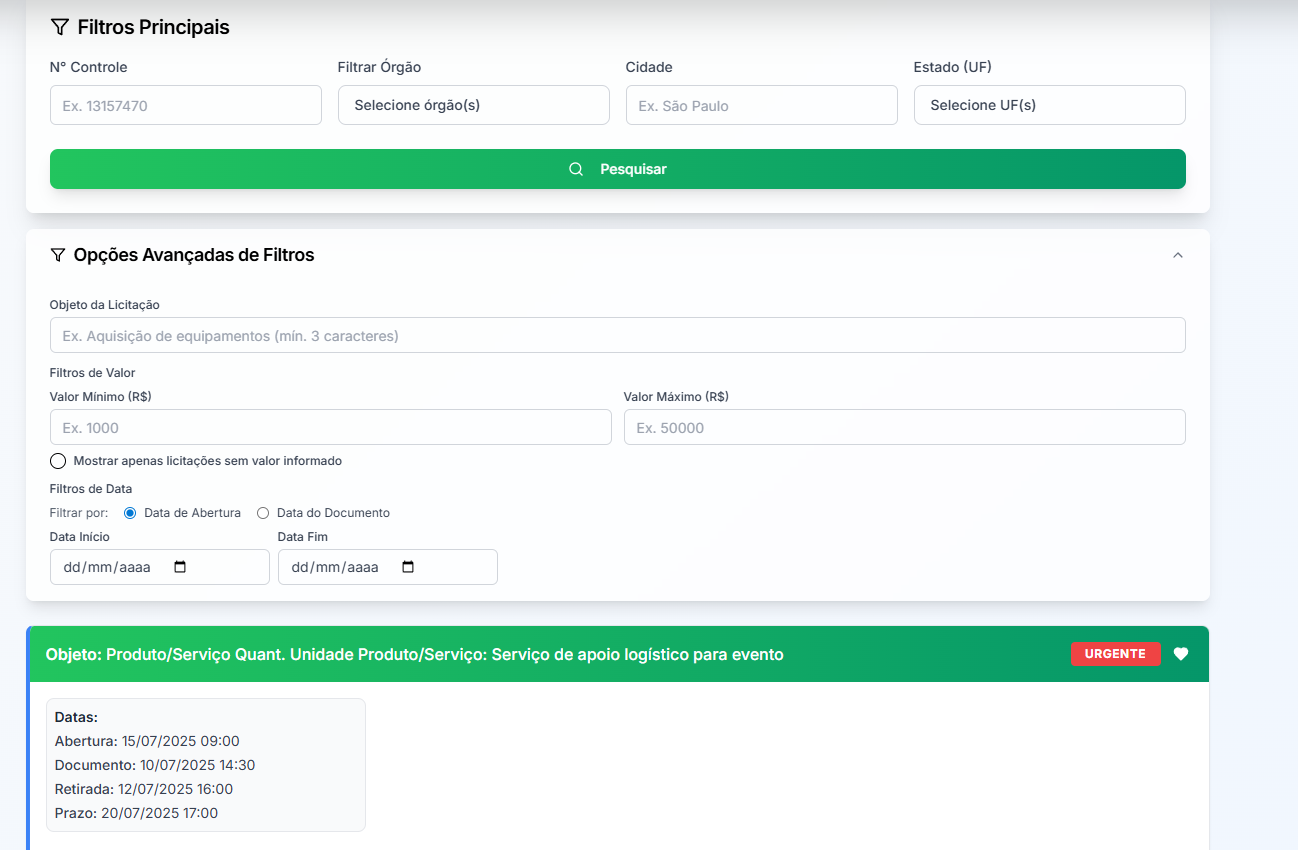 Filtros Principais
N° Controle Filtrar Órgão Cidade Estado (UF)
Ex. 13157470 Selecione órgão(s) Ex. São Paulo Selecione UF(s)
Pesquisar
Opções Avançadas de Filtros
Objeto da Licitação
Ex. Aquisição de equipamentos (mín. 3 caracteres)
Filtros de Valor
Valor Mínimo (R$) Valor Máximo (R$)
Ex. 1000 Ex. 50000
Mostrar apenas licitações sem valor informado
Filtros de Data
Filtrar por: Data de Abertura Data do Documento
Data Início Data Fim
dd/mm/aaaa dd/mm/aaaa
Objeto: Produto/Serviço Quant. Unidade Produto/Serviço: Serviço de apoio logístico para evento URGENTE
Datas:
Abertura: 15/07/2025 09:00
Documento: 10/07/2025 14:30
Retirada: 12/07/2025 16:00
Prazo: 20/07/2025 17:00